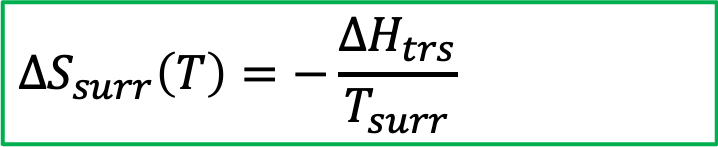 ΔS_surr(T) = −ΔH_trs/T_surr